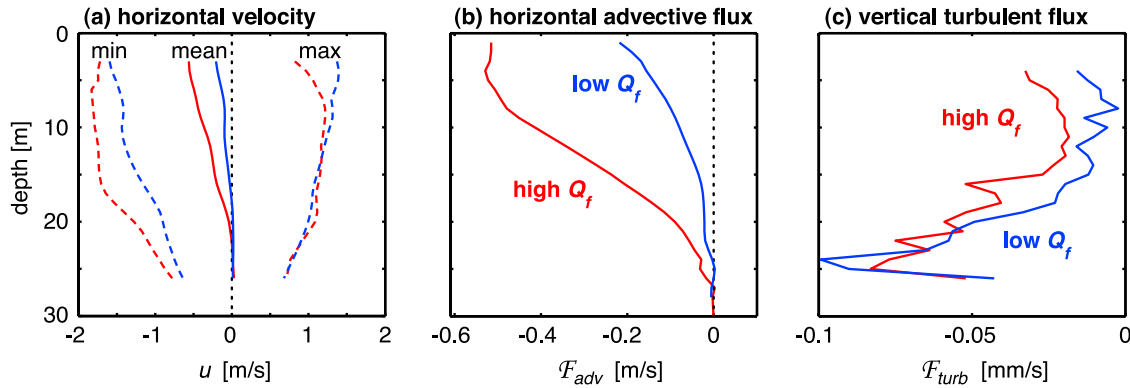 (a) horizontal velocity
(b) horizontal advective flux
(c) vertical turbulent flux
0
10
20
30
depth [m]
min
mean
max
-2
-1
0
1
2
u [m/s]
low Qf
high Qf
-0.6
-0.4
-0.2
0
Fadv [m/s]
high Qf
low Qf
-0.1
-0.05
0
Fturb [mm/s]